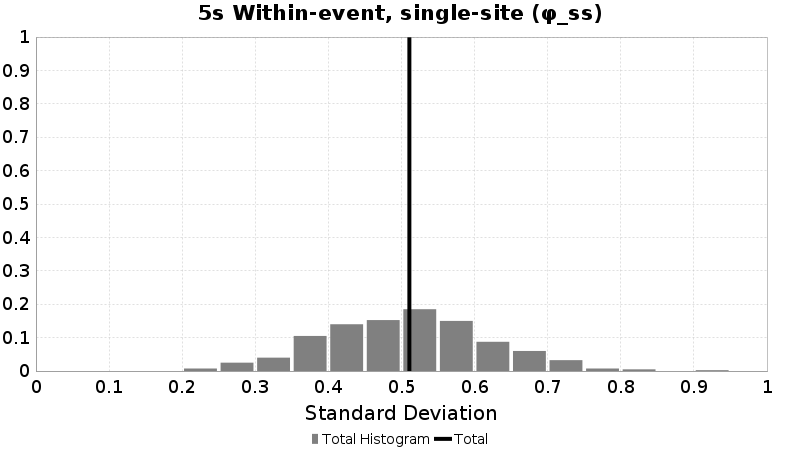 5s Within-event, single-site (φ_ss)
1
0.9
0.8
0.7
0.6
0.5
0.4
0.3
0.2
0.1
0
0 0.1 0.2 0.3 0.4 0.5 0.6 0.7 0.8 0.9 1
Standard Deviation
Total Histogram Total